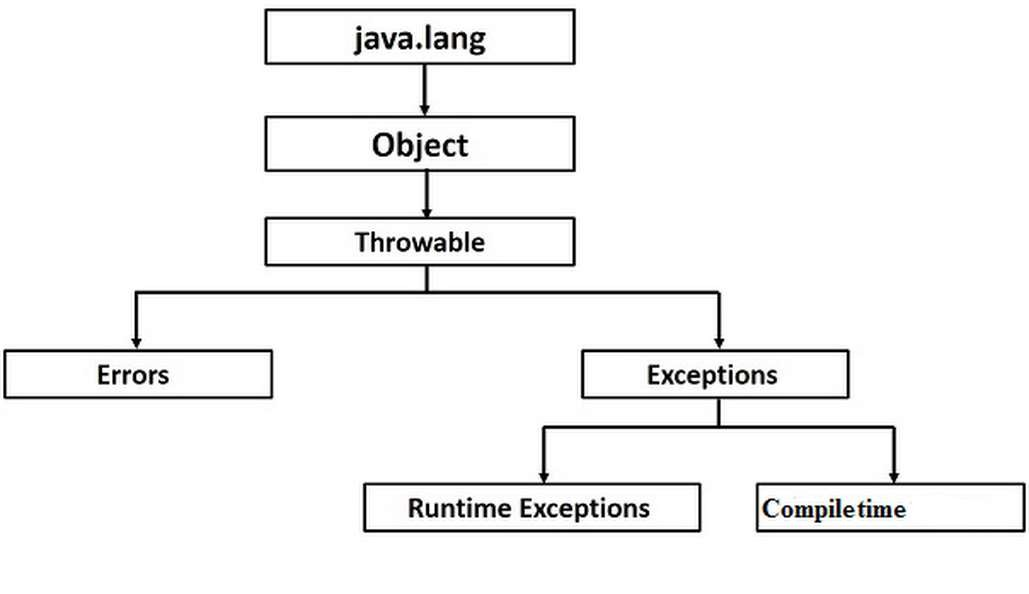 java.lang
Object
Throwable
Errors
Exceptions
Runtime Exceptions
Compiletime